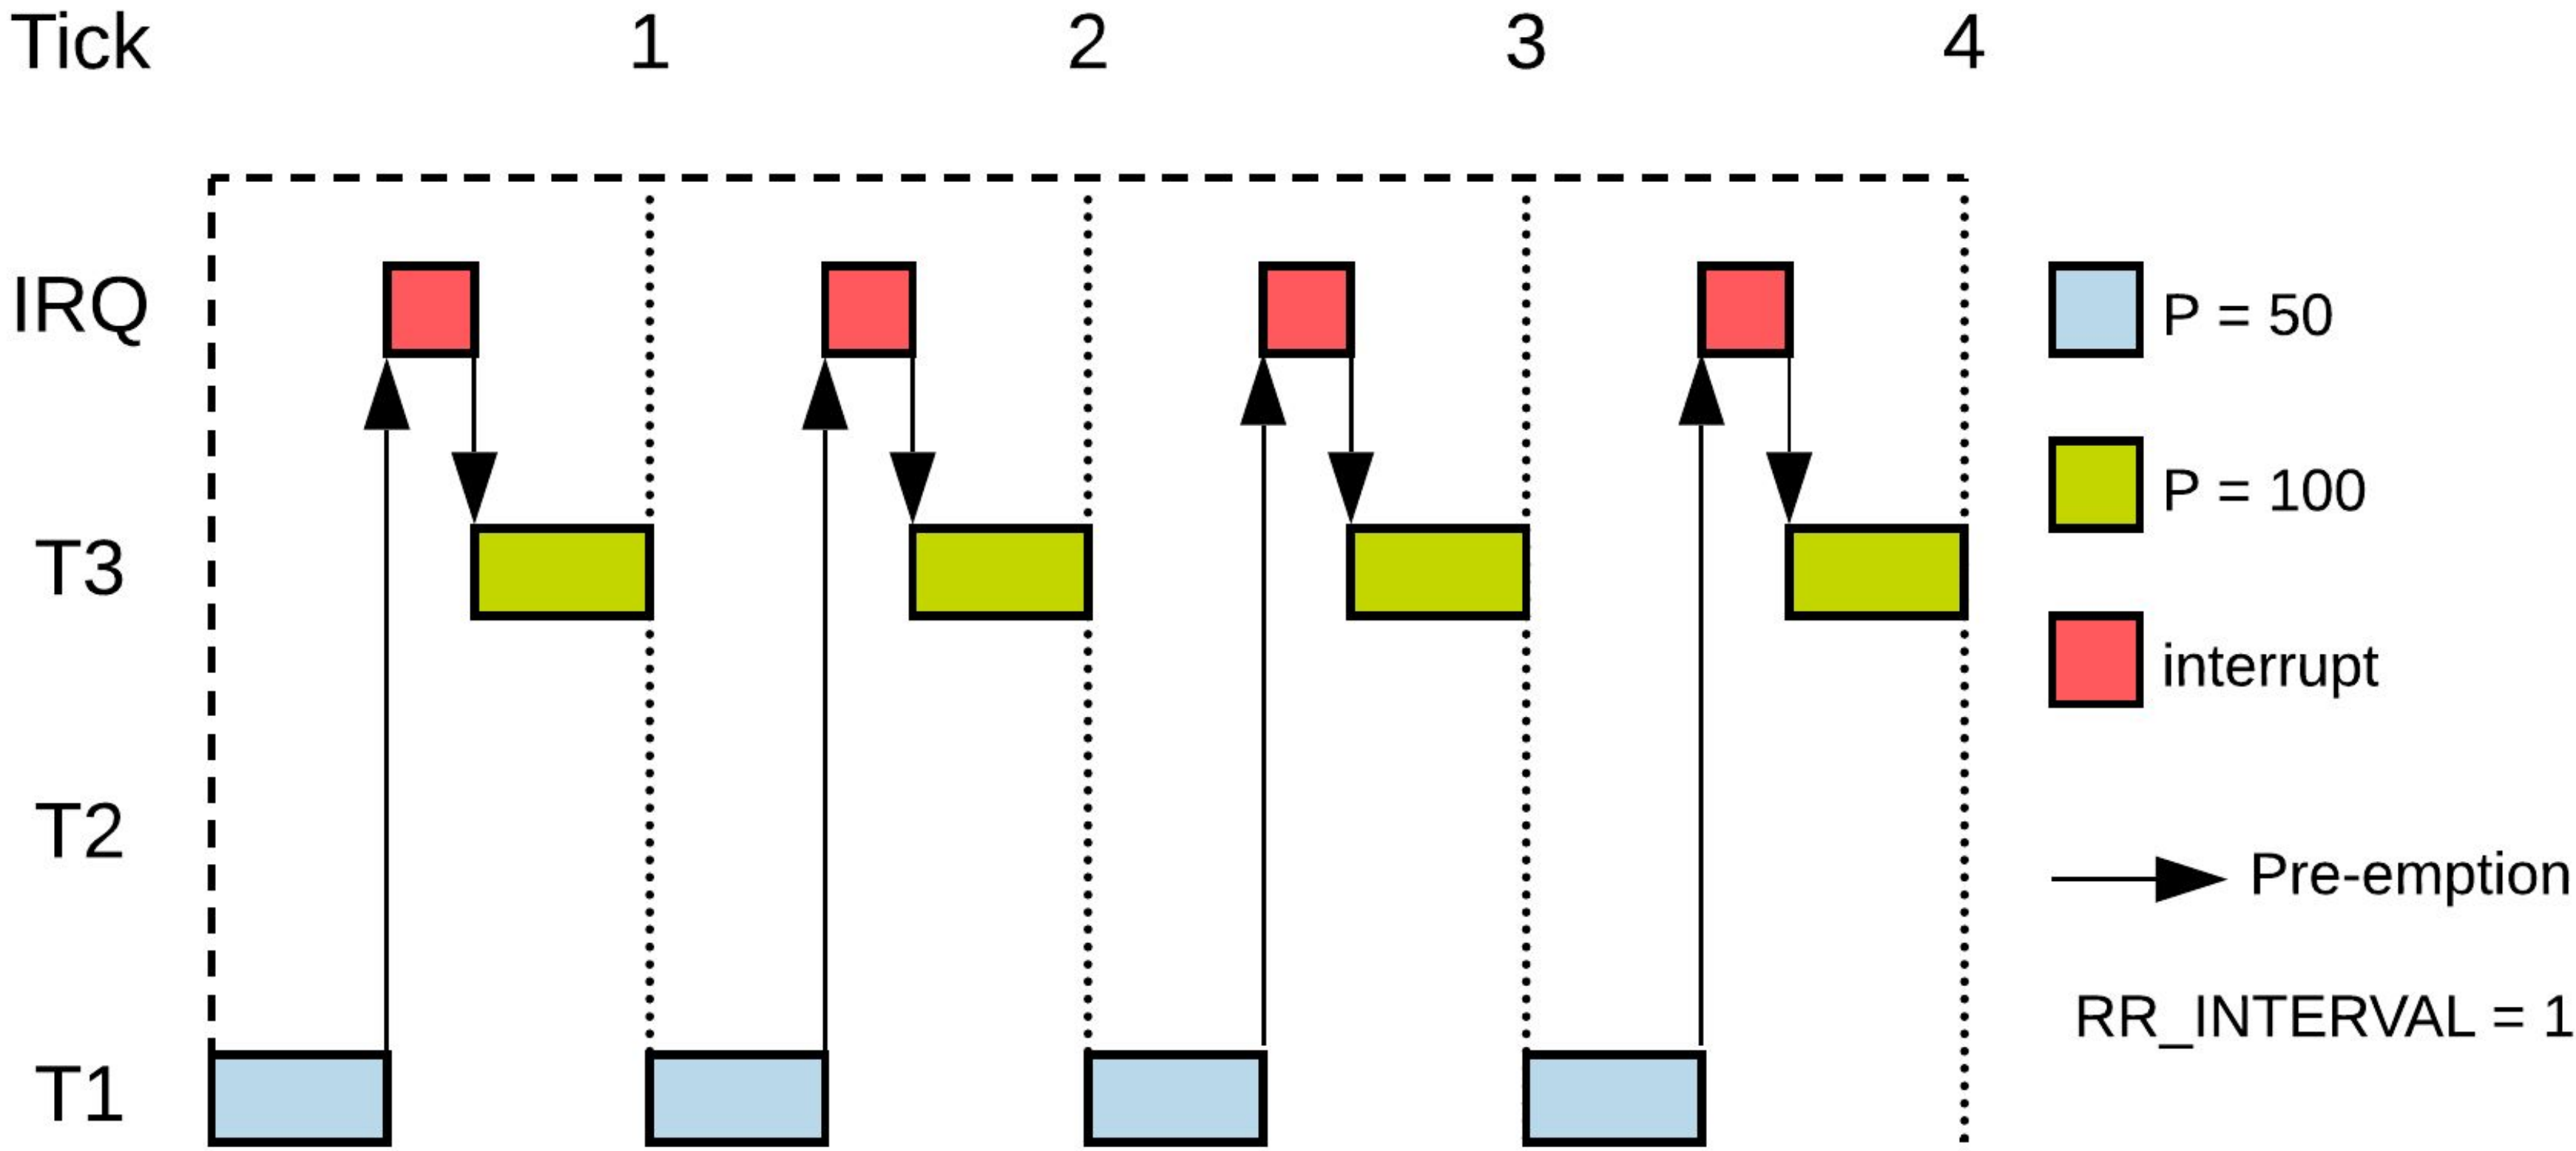 Tick 1 2 3 4
IRQ
T3
T2
T1
P = 50
P = 100
interrupt
Pre-emption
RR_INTERVAL = 1